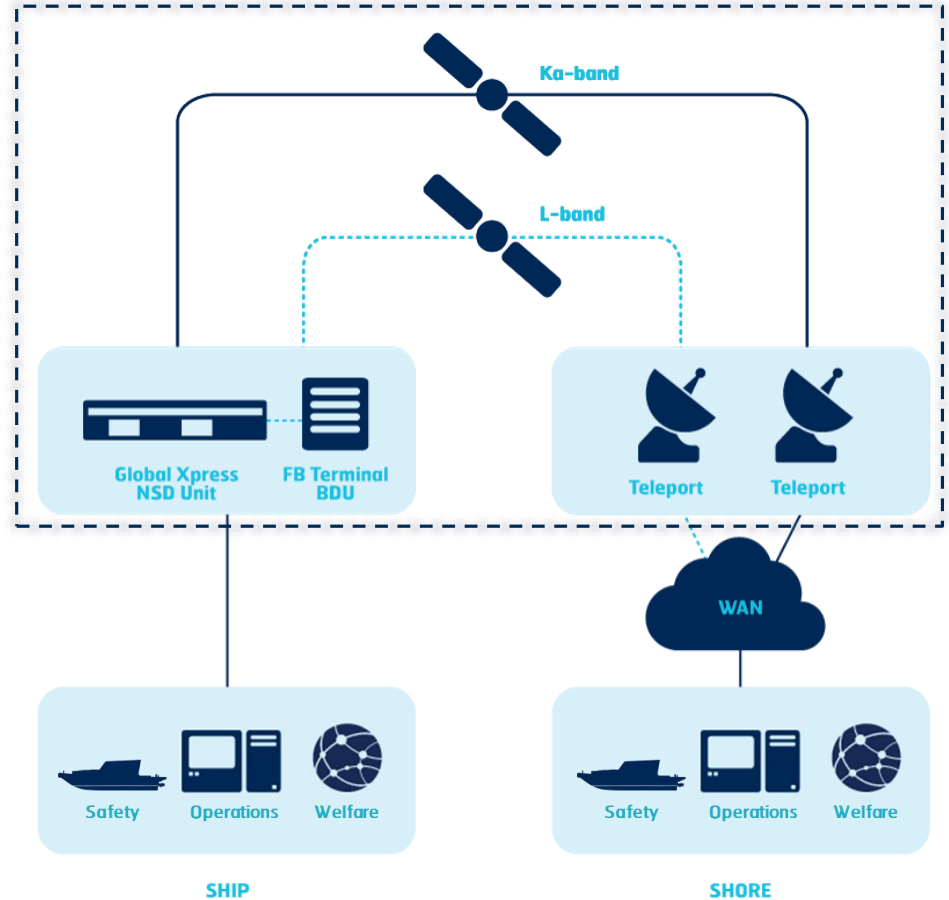 Ka-band
L-band
Global Xpress
NSD Unit
FB Terminal
BDU
Teleport
Teleport
WAN
Safety
Operations
Welfare
Safety
Operations
Welfare
SHIP
SHORE